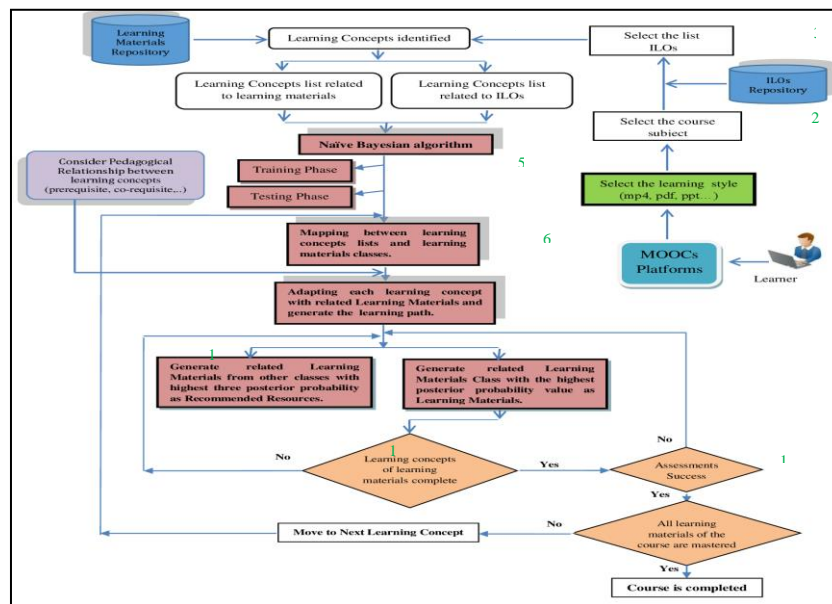 Learning
Materials
Repository
Learning Concepts identified
Select the list
ILOs
ILOs
Repository
2
Learning Concepts list related
to learning materials
Learning Concepts list
related to ILOs
Select the course
subject
Naïve Bayesian algorithm
5
Consider Pedagogical
Relationship between
learning concepts
(prerequisite, co-requisite,..)
Training Phase
Testing Phase
Select the learning style
(mp4, pdf, ppt…)
Mapping between learning
concepts lists and learning
materials classes.
6
MOOCs
Platforms
Learner
Adapting each learning concept
with related Learning Materials and
generate the learning path.
1
Generate related Learning
Materials from other classes with
highest three posterior probability
as Recommended Resources.
Generate related Learning
Materials Class with the highest
posterior probability value as
Learning Materials.
No
No
1
Learning concepts
of learning
materials complete
Yes
Assessments
Success
1
Yes
Move to Next Learning Concept
No
All learning
materials of the
course are mastered
Yes
Course is completed